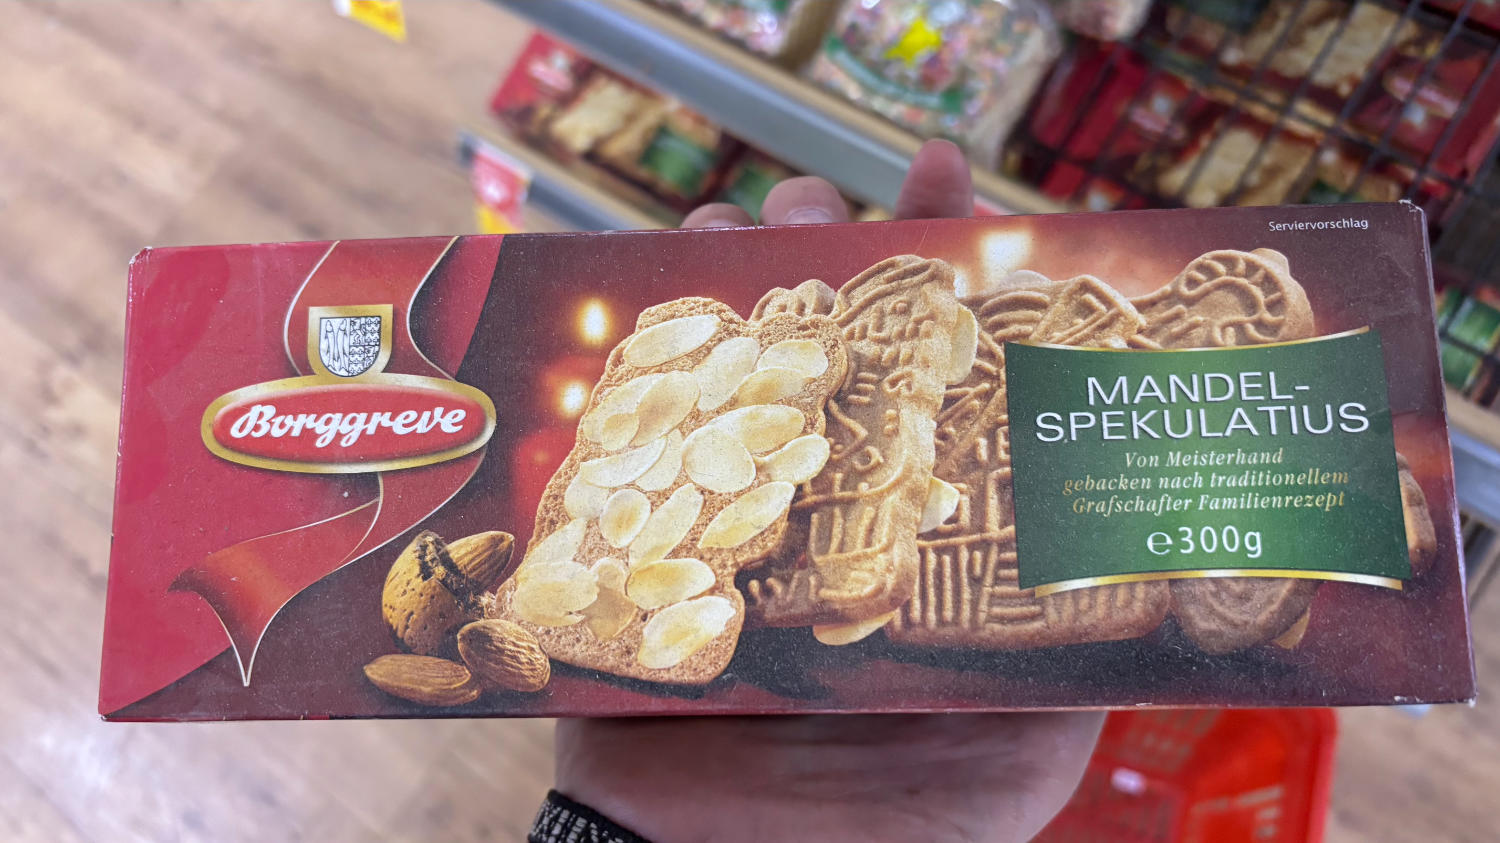 Serviervorschlag
Borggreve
MANDEL-
SPEKULATIUS
Von Meisterhand
gebacken nach traditionellem
Grafschafter Familienrezept
℮300g